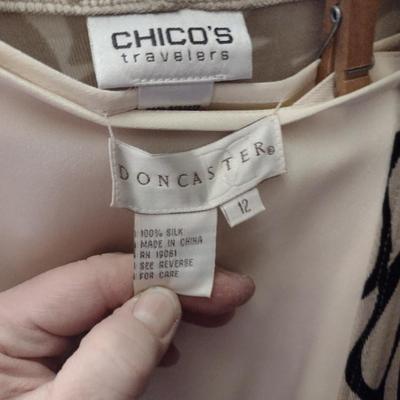 CHICO'S
travelers
DONCASTER®
12
100% SILK
MADE IN CHINA
RN 19061
SEE REVERSE
FOR CARE